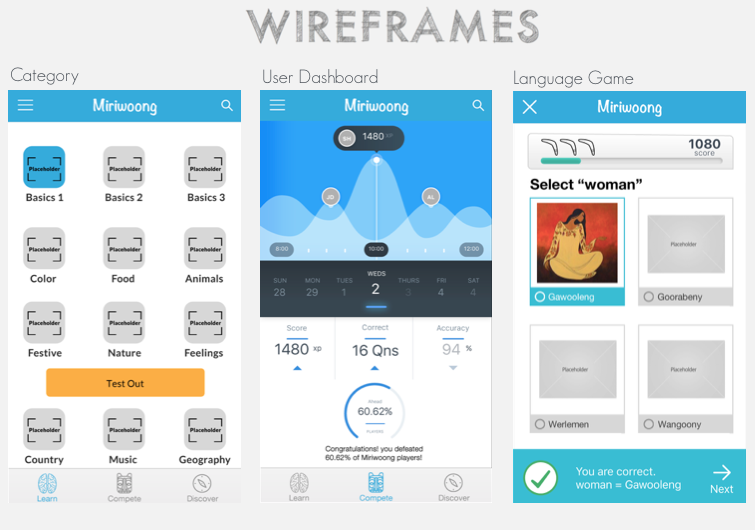 WIREFRAMES
Category
Miriwoong
Placeholder Placeholder Placeholder
Basics 1 Basics 2 Basics 3
Placeholder Placeholder Placeholder
Color Food Animals
Placeholder Placeholder Placeholder
Festive Nature Feelings
Test Out
Placeholder Placeholder Placeholder
Country Music Geography
Learn Compete Discover
User Dashboard
Miriwoong
SH 1480 XP
JD AL
8:00 10:00 12:00
SUN MON TUES WEDS THURS FRI SAT
28 29 1 2 3 4 4
Score Correct Accuracy
1480 xp 16 Qns 94 %
Ahead
60.62%
PLAYERS
Congratulations! you defeated
60.62% of Miriwoong players!
Learn Compete Discover
Language Game
Miriwoong
1080
score
Select “woman”
Placeholder
Gawooleng Goorabeny
Placeholder Placeholder
Werlemen Wangoony
You are correct.
woman = Gawooleng
Next